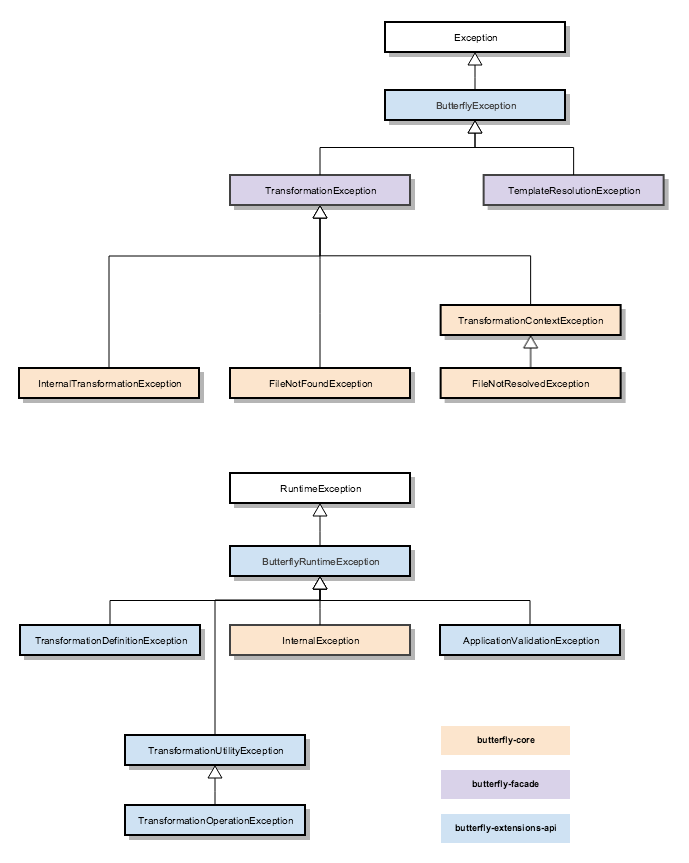 Exception
ButterflyException
TransformationException
TemplateResolutionException
TransformationContextException
InternalTransformationException
FileNotFoundException
FileNotResolvedException
RuntimeException
ButterflyRuntimeException
TransformationDefinitionException
InternalException
ApplicationValidationException
TransformationUtilityException
TransformationOperationException
butterfly-core
butterfly-facade
butterfly-extensions-api